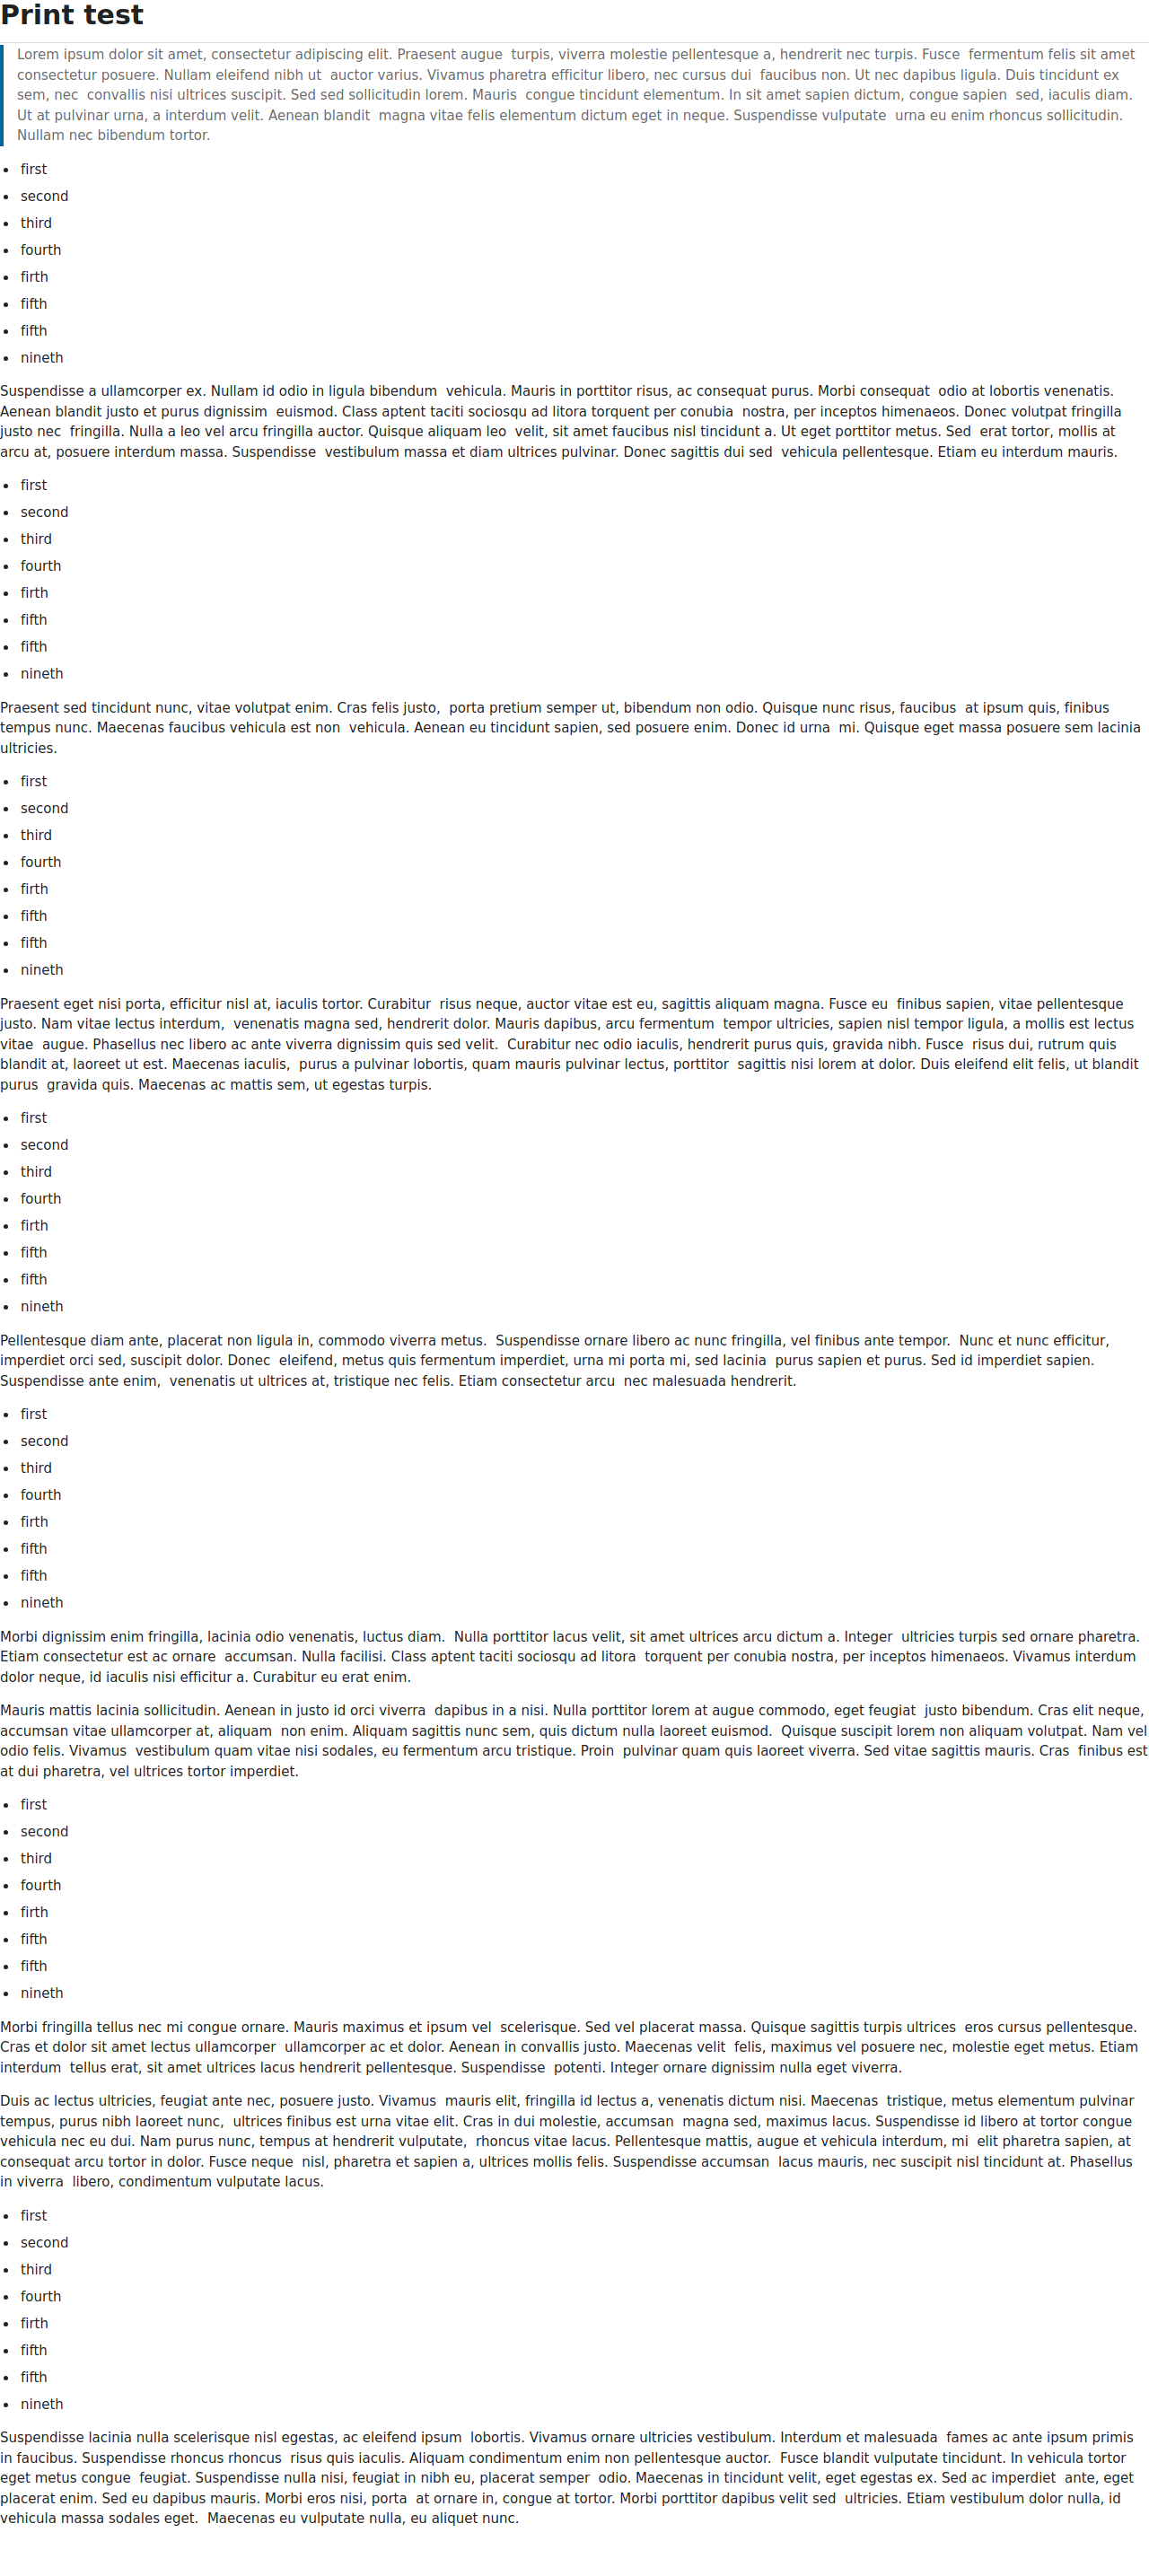 Print test
Lorem ipsum dolor sit amet, consectetur adipiscing elit. Praesent augue  turpis, viverra molestie pellentesque a, hendrerit nec turpis. Fusce  fermentum felis sit amet
consectetur posuere. Nullam eleifend nibh ut  auctor varius. Vivamus pharetra efficitur libero, nec cursus dui  faucibus non. Ut nec dapibus ligula. Duis tincidunt ex
sem, nec  convallis nisi ultrices suscipit. Sed sed sollicitudin lorem. Mauris  congue tincidunt elementum. In sit amet sapien dictum, congue sapien  sed, iaculis diam.
Ut at pulvinar urna, a interdum velit. Aenean blandit  magna vitae felis elementum dictum eget in neque. Suspendisse vulputate  urna eu enim rhoncus sollicitudin.
Nullam nec bibendum tortor.
• first
• second
• third
• fourth
• firth
• fifth
• fifth
• nineth
Suspendisse a ullamcorper ex. Nullam id odio in ligula bibendum  vehicula. Mauris in porttitor risus, ac consequat purus. Morbi consequat  odio at lobortis venenatis.
Aenean blandit justo et purus dignissim  euismod. Class aptent taciti sociosqu ad litora torquent per conubia  nostra, per inceptos himenaeos. Donec volutpat fringilla
justo nec  fringilla. Nulla a leo vel arcu fringilla auctor. Quisque aliquam leo  velit, sit amet faucibus nisl tincidunt a. Ut eget porttitor metus. Sed  erat tortor, mollis at
arcu at, posuere interdum massa. Suspendisse  vestibulum massa et diam ultrices pulvinar. Donec sagittis dui sed  vehicula pellentesque. Etiam eu interdum mauris.
• first
• second
• third
• fourth
• firth
• fifth
• fifth
• nineth
Praesent sed tincidunt nunc, vitae volutpat enim. Cras felis justo,  porta pretium semper ut, bibendum non odio. Quisque nunc risus, faucibus  at ipsum quis, finibus
tempus nunc. Maecenas faucibus vehicula est non  vehicula. Aenean eu tincidunt sapien, sed posuere enim. Donec id urna  mi. Quisque eget massa posuere sem lacinia
ultricies.
• first
• second
• third
• fourth
• firth
• fifth
• fifth
• nineth
Praesent eget nisi porta, efficitur nisl at, iaculis tortor. Curabitur  risus neque, auctor vitae est eu, sagittis aliquam magna. Fusce eu  finibus sapien, vitae pellentesque
justo. Nam vitae lectus interdum,  venenatis magna sed, hendrerit dolor. Mauris dapibus, arcu fermentum  tempor ultricies, sapien nisl tempor ligula, a mollis est lectus
vitae  augue. Phasellus nec libero ac ante viverra dignissim quis sed velit.  Curabitur nec odio iaculis, hendrerit purus quis, gravida nibh. Fusce  risus dui, rutrum quis
blandit at, laoreet ut est. Maecenas iaculis,  purus a pulvinar lobortis, quam mauris pulvinar lectus, porttitor  sagittis nisi lorem at dolor. Duis eleifend elit felis, ut blandit
purus  gravida quis. Maecenas ac mattis sem, ut egestas turpis.
• first
• second
• third
• fourth
• firth
• fifth
• fifth
• nineth
Pellentesque diam ante, placerat non ligula in, commodo viverra metus.  Suspendisse ornare libero ac nunc fringilla, vel finibus ante tempor.  Nunc et nunc efficitur,
imperdiet orci sed, suscipit dolor. Donec  eleifend, metus quis fermentum imperdiet, urna mi porta mi, sed lacinia  purus sapien et purus. Sed id imperdiet sapien.
Suspendisse ante enim,  venenatis ut ultrices at, tristique nec felis. Etiam consectetur arcu  nec malesuada hendrerit.
• first
• second
• third
• fourth
• firth
• fifth
• fifth
• nineth
Morbi dignissim enim fringilla, lacinia odio venenatis, luctus diam.  Nulla porttitor lacus velit, sit amet ultrices arcu dictum a. Integer  ultricies turpis sed ornare pharetra.
Etiam consectetur est ac ornare  accumsan. Nulla facilisi. Class aptent taciti sociosqu ad litora  torquent per conubia nostra, per inceptos himenaeos. Vivamus interdum
dolor neque, id iaculis nisi efficitur a. Curabitur eu erat enim.
Mauris mattis lacinia sollicitudin. Aenean in justo id orci viverra  dapibus in a nisi. Nulla porttitor lorem at augue commodo, eget feugiat  justo bibendum. Cras elit neque,
accumsan vitae ullamcorper at, aliquam  non enim. Aliquam sagittis nunc sem, quis dictum nulla laoreet euismod.  Quisque suscipit lorem non aliquam volutpat. Nam vel
odio felis. Vivamus  vestibulum quam vitae nisi sodales, eu fermentum arcu tristique. Proin  pulvinar quam quis laoreet viverra. Sed vitae sagittis mauris. Cras  finibus est
at dui pharetra, vel ultrices tortor imperdiet.
• first
• second
• third
• fourth
• firth
• fifth
• fifth
• nineth
Morbi fringilla tellus nec mi congue ornare. Mauris maximus et ipsum vel  scelerisque. Sed vel placerat massa. Quisque sagittis turpis ultrices  eros cursus pellentesque.
Cras et dolor sit amet lectus ullamcorper  ullamcorper ac et dolor. Aenean in convallis justo. Maecenas velit  felis, maximus vel posuere nec, molestie eget metus. Etiam
interdum  tellus erat, sit amet ultrices lacus hendrerit pellentesque. Suspendisse  potenti. Integer ornare dignissim nulla eget viverra.
Duis ac lectus ultricies, feugiat ante nec, posuere justo. Vivamus  mauris elit, fringilla id lectus a, venenatis dictum nisi. Maecenas  tristique, metus elementum pulvinar
tempus, purus nibh laoreet nunc,  ultrices finibus est urna vitae elit. Cras in dui molestie, accumsan  magna sed, maximus lacus. Suspendisse id libero at tortor congue
vehicula nec eu dui. Nam purus nunc, tempus at hendrerit vulputate,  rhoncus vitae lacus. Pellentesque mattis, augue et vehicula interdum, mi  elit pharetra sapien, at
consequat arcu tortor in dolor. Fusce neque  nisl, pharetra et sapien a, ultrices mollis felis. Suspendisse accumsan  lacus mauris, nec suscipit nisl tincidunt at. Phasellus
in viverra  libero, condimentum vulputate lacus.
• first
• second
• third
• fourth
• firth
• fifth
• fifth
• nineth
Suspendisse lacinia nulla scelerisque nisl egestas, ac eleifend ipsum  lobortis. Vivamus ornare ultricies vestibulum. Interdum et malesuada  fames ac ante ipsum primis
in faucibus. Suspendisse rhoncus rhoncus  risus quis iaculis. Aliquam condimentum enim non pellentesque auctor.  Fusce blandit vulputate tincidunt. In vehicula tortor
eget metus congue  feugiat. Suspendisse nulla nisi, feugiat in nibh eu, placerat semper  odio. Maecenas in tincidunt velit, eget egestas ex. Sed ac imperdiet  ante, eget
placerat enim. Sed eu dapibus mauris. Morbi eros nisi, porta  at ornare in, congue at tortor. Morbi porttitor dapibus velit sed  ultricies. Etiam vestibulum dolor nulla, id
vehicula massa sodales eget.  Maecenas eu vulputate nulla, eu aliquet nunc.